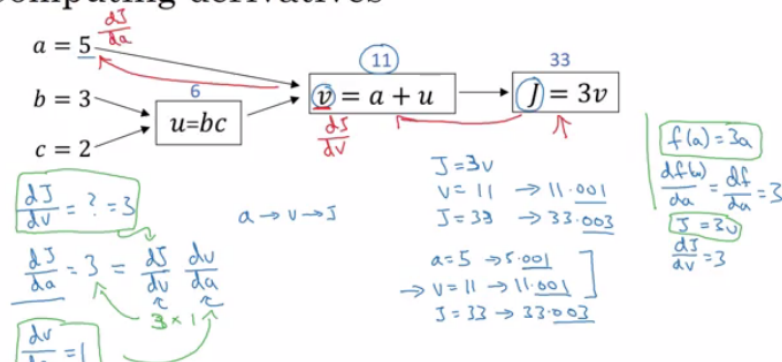 computing derivatives
dJ/da
a = 5
11
33
b = 3
6
v = a + u
J = 3v
u=bc
c = 2
dJ/dv
f(a) = 3a
df(a)/da = df/da = 3
J = 3v
dJ/dv = 3
J = 3v
v = 11 → 11.001
J = 33 → 33.003
dJ/dv = ? = 3
a → v → J
dJ/da = 3 = dJ/dv dv/da
3 × 1
a = 5 → 5.001
→ v = 11 → 11.001
J = 33 → 33.003
dv/da = 1